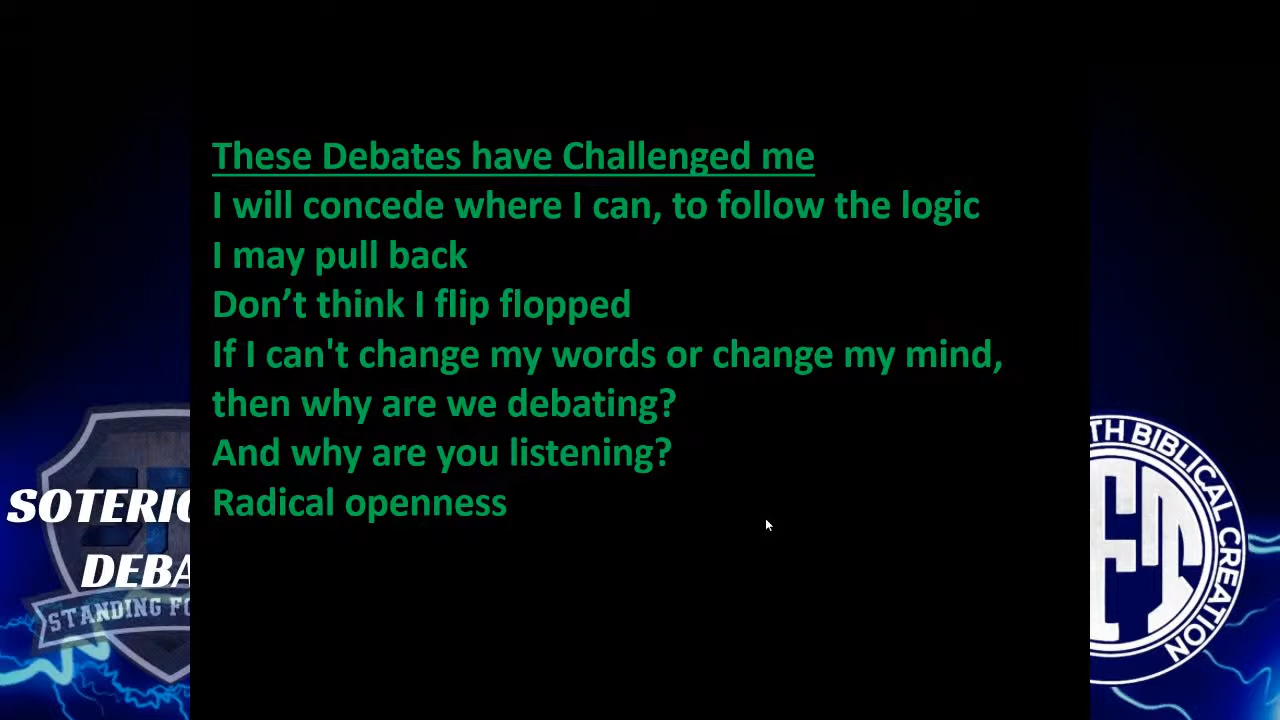 These Debates have Challenged me
I will concede where I can, to follow the logic
I may pull back
Don’t think I flip flopped
If I can't change my words or change my mind,
then why are we debating?
And why are you listening?
Radical openness
SOTERIO
DEBA
STANDING FO
TH BIBLICAL CREATION
FT